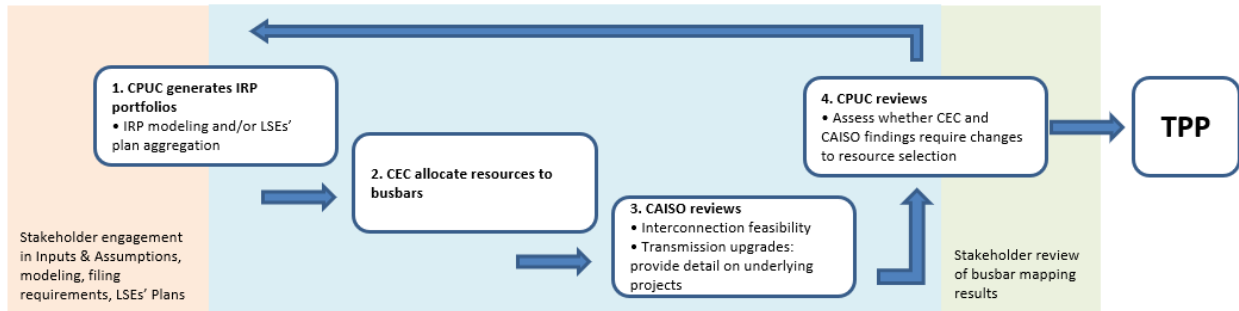 1. CPUC generates IRP
portfolios
• IRP modeling and/or LSEs’
plan aggregation
2. CEC allocate resources to
busbars
3. CAISO reviews
• Interconnection feasibility
• Transmission upgrades:
provide detail on underlying
projects
4. CPUC reviews
• Assess whether CEC and
CAISO findings require changes
to resource selection
TPP
Stakeholder engagement
in Inputs & Assumptions,
modeling, filing
requirements, LSEs’ Plans
Stakeholder review
of busbar mapping
results